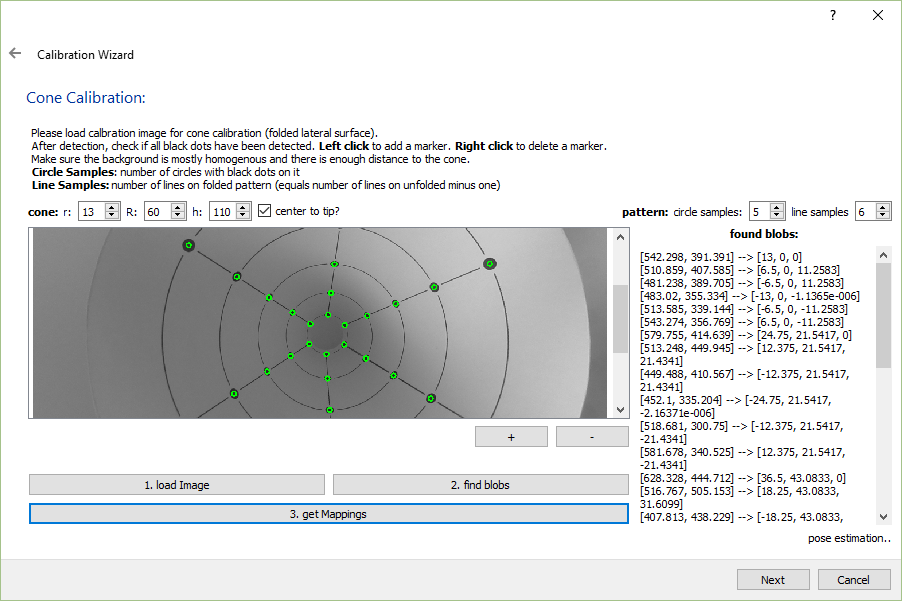 ?
Calibration Wizard
Cone Calibration:
Please load calbration image for cone calibration (folded lateral surface).
After detection, check if all black dots have been detected. Left click to add a marker. Right click to delete a marker.
Make sure the background is mostly homogenous and there is enough distance to the cone.
Circle Samples: number of circles with black dots on it
Line Samples: number of lines on folded pattern (equals number of lines on unfolded minus one)
cone: r: 13 R: 60 h: 110 center to tip?
pattern: circle samples: 5 line samples 6
found blobs:
[542.298, 391.391] --> [13, 0, 0]
[510.859, 407.585] --> [6.5, 0, 11.2583]
[481.238, 389.705] --> [-6.5, 0, 11.2583]
[483.02, 355.334] --> [-13, 0, -1.1365e-006]
[513.585, 339.144] --> [-6.5, 0, -11.2583]
[543.274, 356.769] --> [6.5, 0, -11.2583]
[579.755, 414.639] --> [24.75, 21.5417, 0]
[513.248, 449.945] --> [12.375, 21.5417,
21.4341]
[449.488, 410.567] --> [-12.375, 21.5417,
21.4341]
[452.1, 335.204] --> [-24.75, 21.5417,
-2.16371e-006]
[518.681, 300.75] --> [-12.375, 21.5417,
-21.4341]
[581.678, 340.525] --> [12.375, 21.5417,
-21.4341]
[628.328, 444.712] --> [36.5, 43.0833, 0]
[516.767, 505.153] --> [18.25, 43.0833,
31.6099]
[407.813, 438.229] --> [-18.25, 43.0833,
+
-
1. load Image
2. find blobs
3. get Mappings
pose estimation..
Next
Cancel